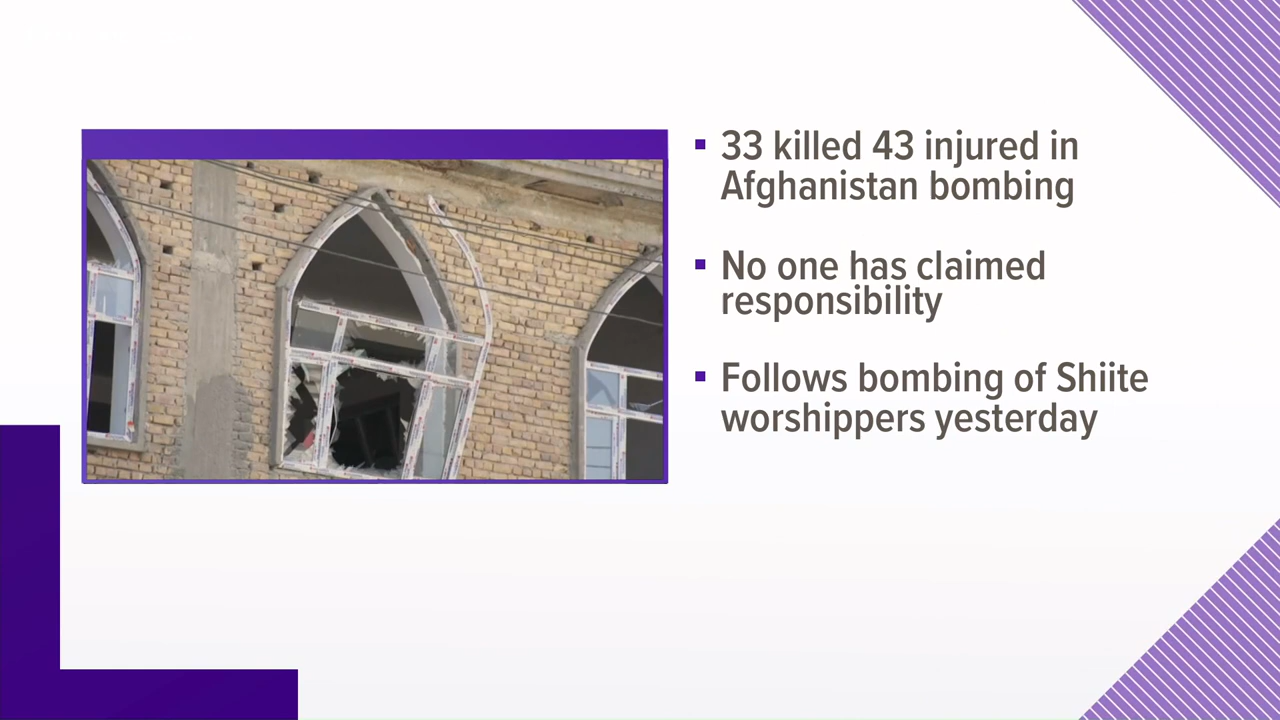 33 killed 43 injured in
Afghanistan bombing
No one has claimed
responsibility
Follows bombing of Shiite
worshippers yesterday